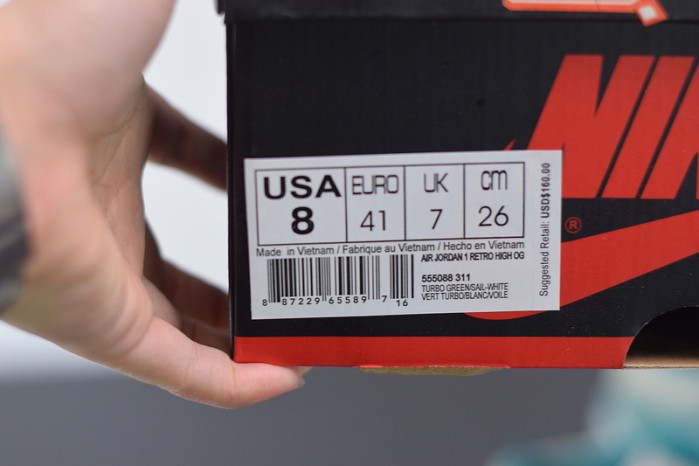 NIK
USA EURO UK cm
8 41 7 26
Made in Vietnam / Fabrique au Vietnam / Hecho en Vietnam
AIR JORDAN 1 RETRO HIGH OG
555088 311
TURBO GREEN/SAIL-WHITE
VERT TURBO/BLANC/VOILE
8 87229 65589 7 16
Suggested Retail: USD$160.00
®